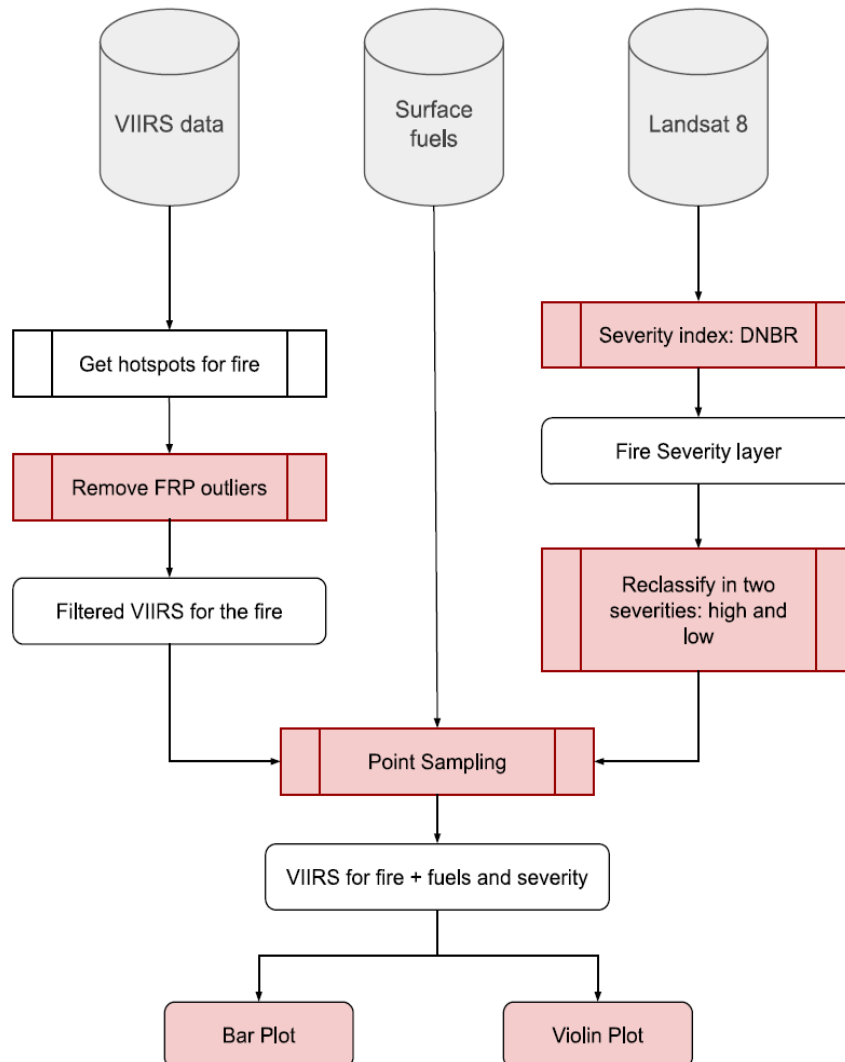 VIIRS data
Surface
fuels
Landsat 8
Get hotspots for fire
Severity index: DNBR
Remove FRP outliers
Fire Severity layer
Filtered VIIRS for the fire
Reclassify in two
severities: high and
low
Point Sampling
VIIRS for fire + fuels and severity
Bar Plot
Violin Plot